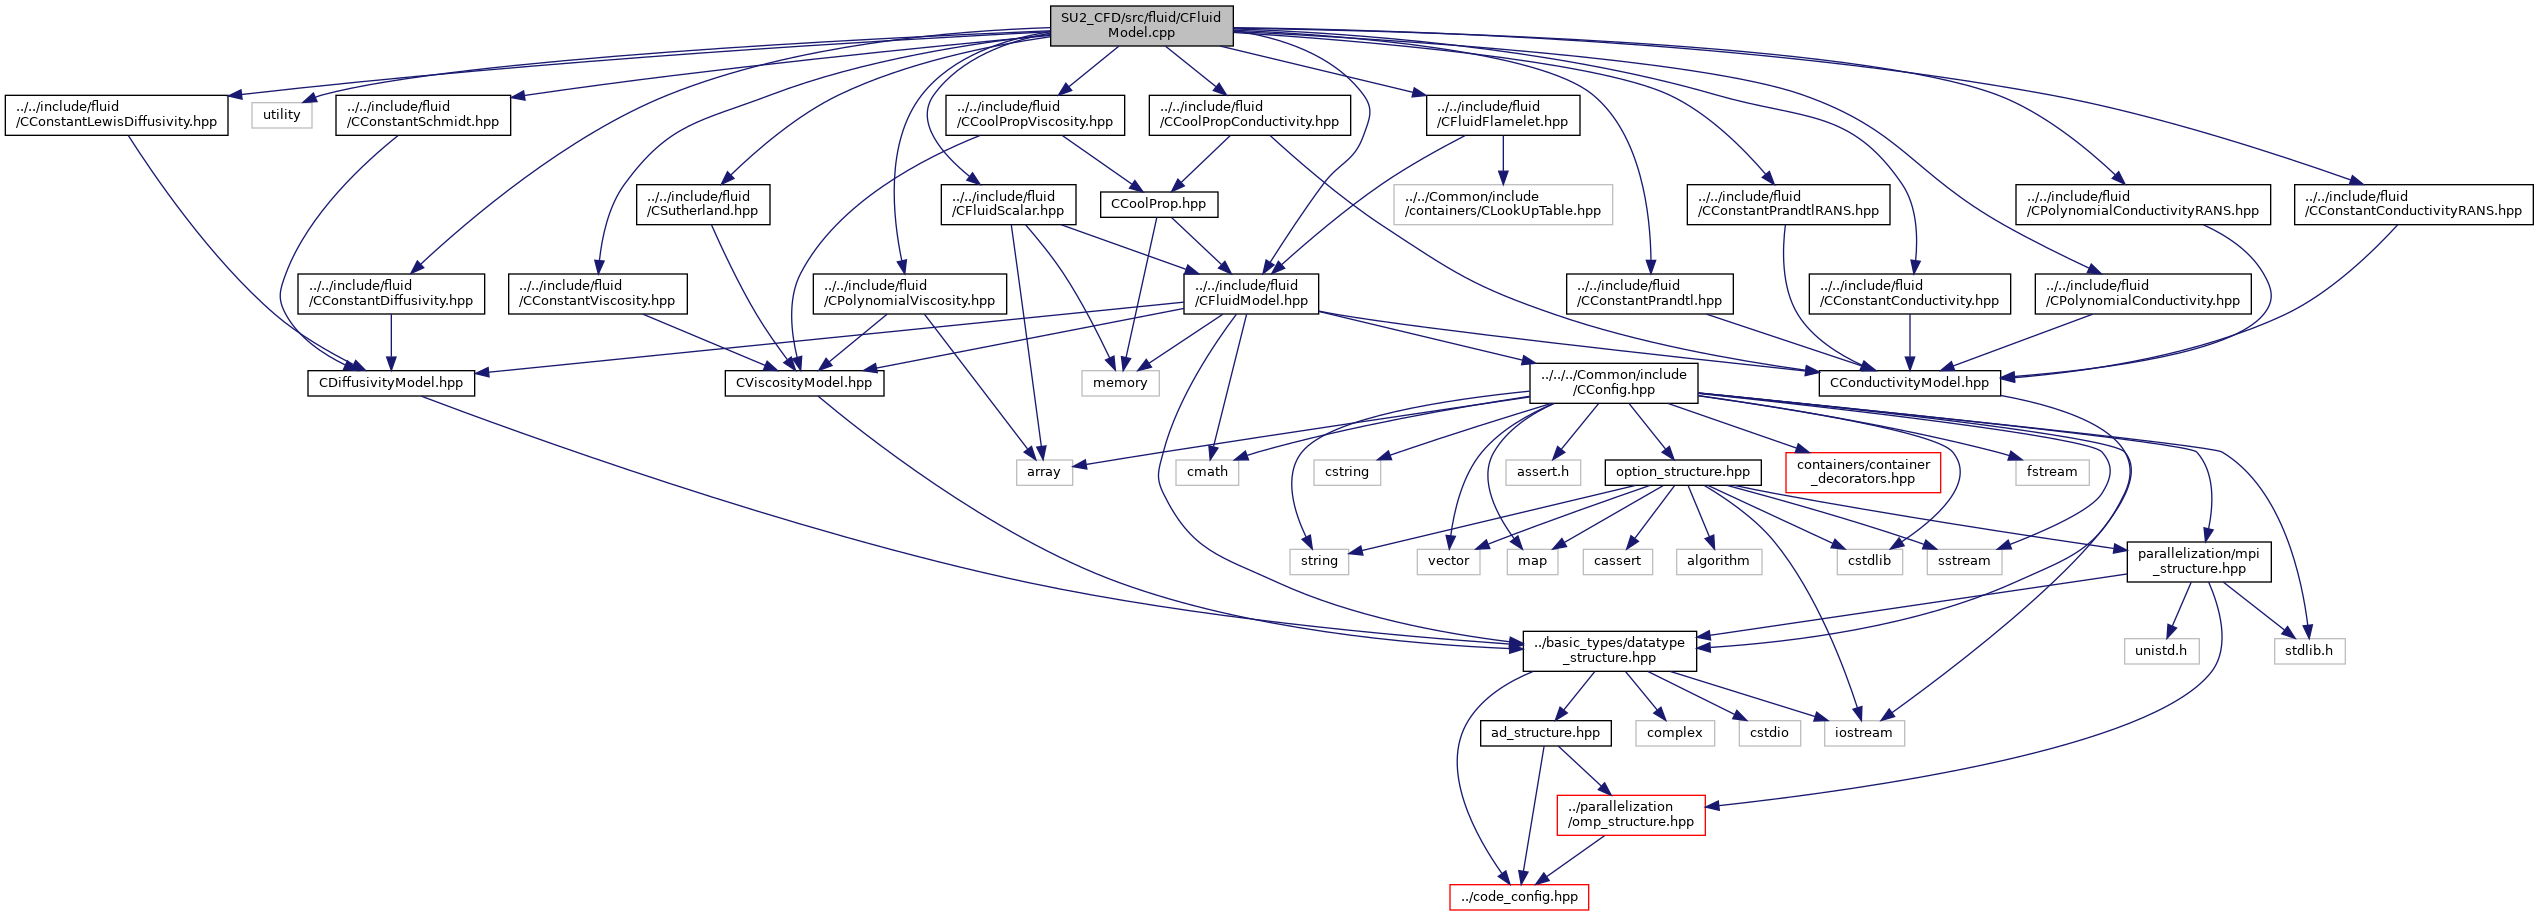 SU2_CFD/src/fluid/CFluid
Model.cpp
../../include/fluid
/CConstantLewisDiffusivity.hpp
utility
../../include/fluid
/CConstantSchmidt.hpp
../../include/fluid
/CCoolPropViscosity.hpp
../../include/fluid
/CCoolPropConductivity.hpp
../../include/fluid
/CFluidFlamelet.hpp
../../include/fluid
/CSutherland.hpp
../../include/fluid
/CFluidScalar.hpp
CCoolProp.hpp
../../Common/include
/containers/CLookUpTable.hpp
../../include/fluid
/CConstantPrandtlRANS.hpp
../../include/fluid
/CPolynomialConductivityRANS.hpp
../../include/fluid
/CConstantConductivityRANS.hpp
../../include/fluid
/CConstantDiffusivity.hpp
../../include/fluid
/CConstantViscosity.hpp
../../include/fluid
/CPolynomialViscosity.hpp
../../include/fluid
/CFluidModel.hpp
../../include/fluid
/CConstantPrandtl.hpp
../../include/fluid
/CConstantConductivity.hpp
../../include/fluid
/CPolynomialConductivity.hpp
CDiffusivityModel.hpp
CViscosityModel.hpp
memory
../../../Common/include
/CConfig.hpp
CConductivityModel.hpp
array
cmath
cstring
assert.h
option_structure.hpp
containers/container
_decorators.hpp
fstream
string
vector
map
cassert
algorithm
cstdlib
sstream
parallelization/mpi
_structure.hpp
../basic_types/datatype
_structure.hpp
unistd.h
stdlib.h
ad_structure.hpp
complex
cstdio
iostream
../parallelization
/omp_structure.hpp
../code_config.hpp